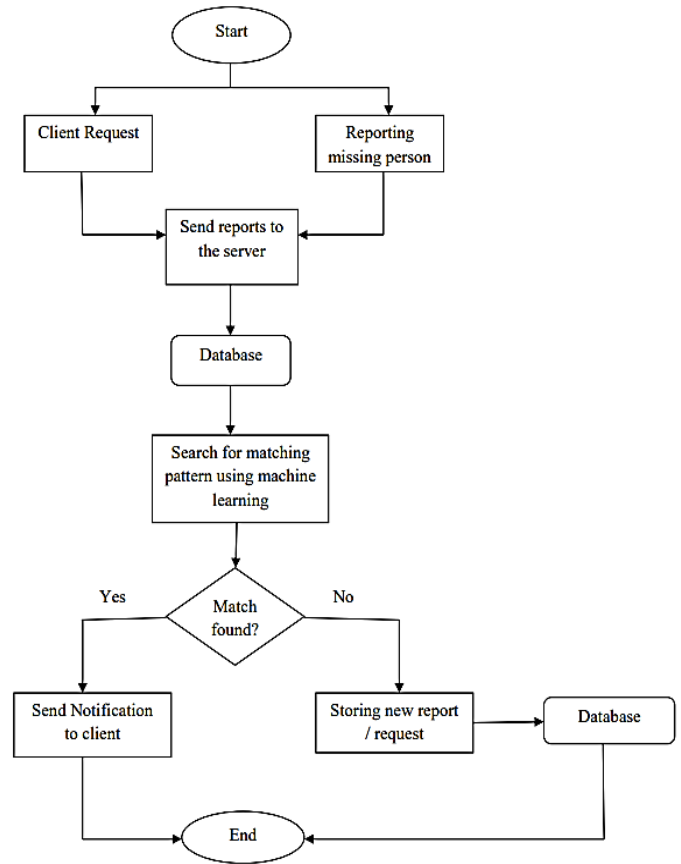 Start
Client Request
Reporting
missing person
Send reports to
the server
Database
Search for matching
pattern using machine
learning
Match
found?
Yes
No
Send Notification
to client
Storing new report
/ request
Database
End